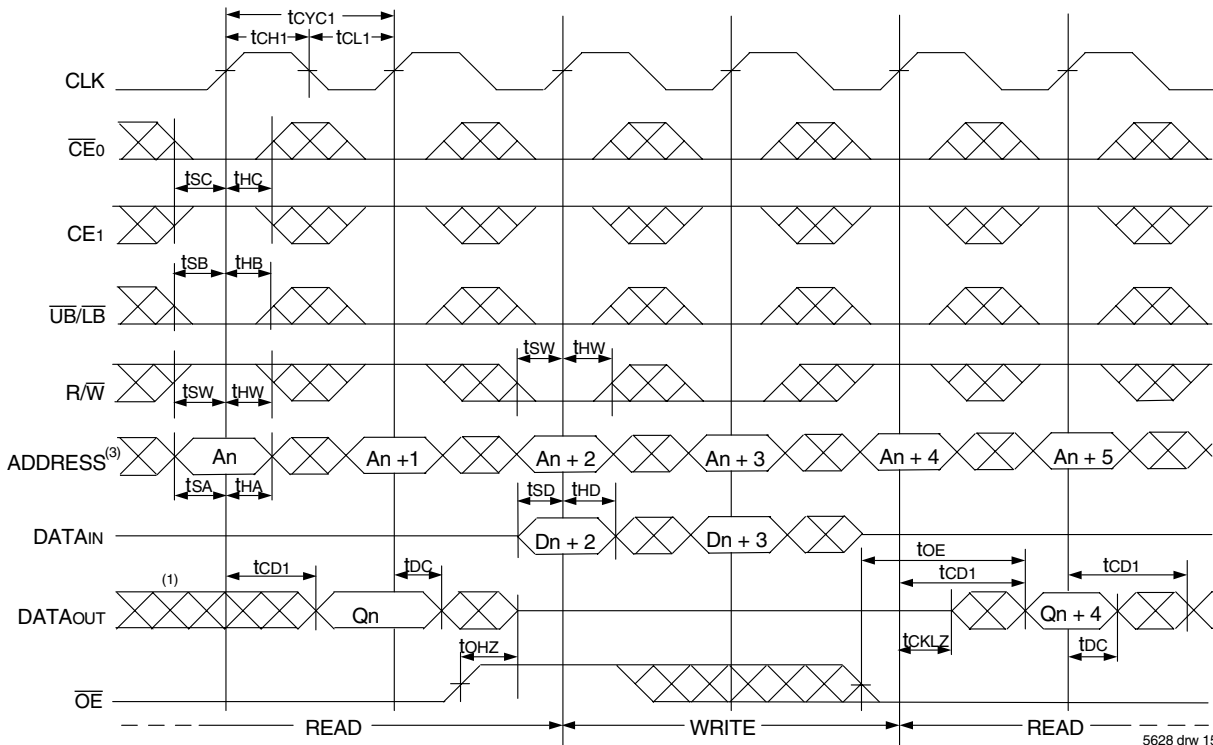 tCYC1
tCH1 tCL1
CLK
CE0
tSC tHC
CE1
tSB tHB
UB/LB
tSW tHW
R/W
tSW tHW
ADDRESS(3) An An +1 An + 2 An + 3 An + 4 An + 5
tSA tHA tSD tHD
DATAIN Dn + 2 Dn + 3
tOE
tCD1 tDC tCD1 tCD1
(1)
DATAOUT Qn Qn + 4
tOHZ tCKLZ tDC
OE
READ WRITE READ
5628 drw 15